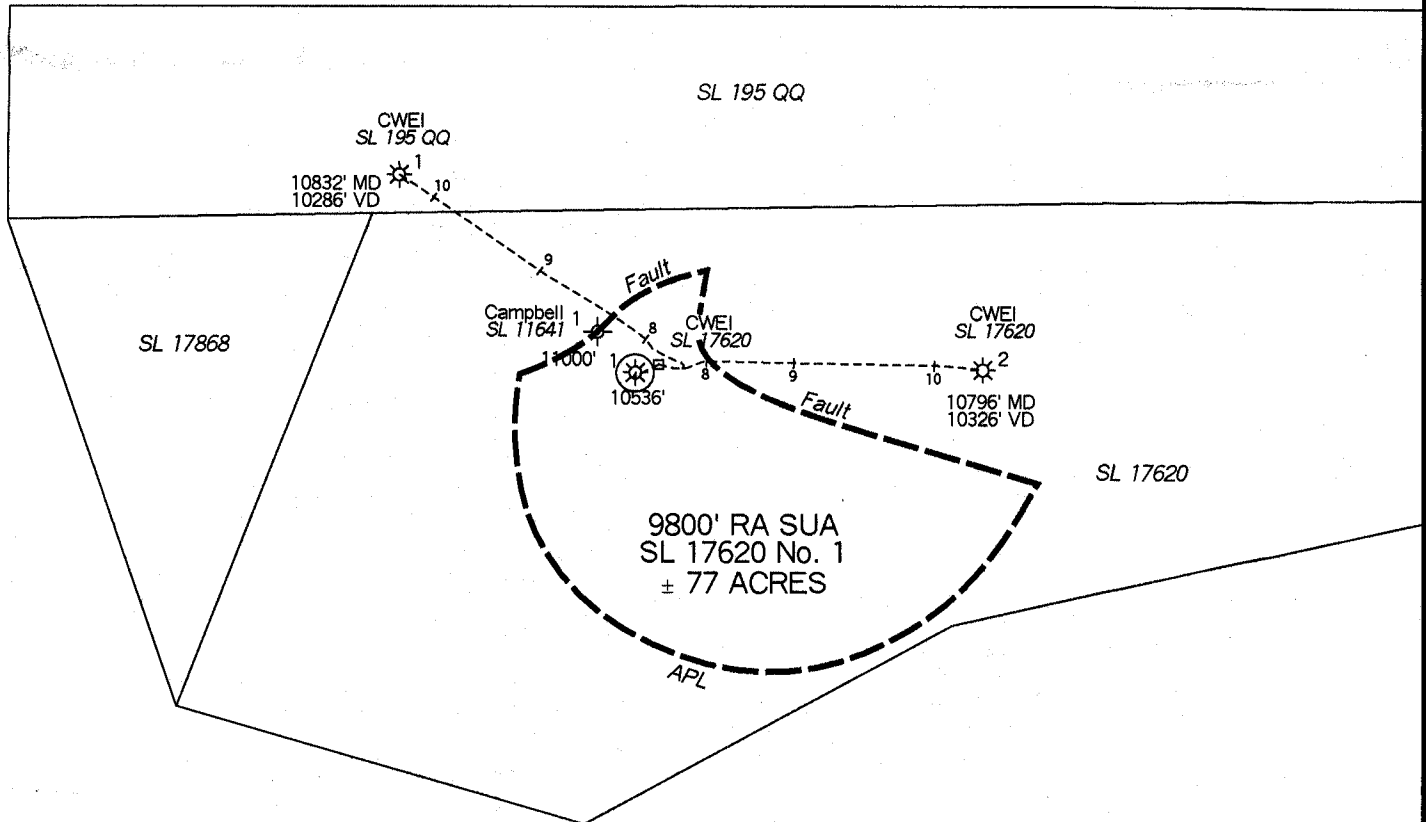 SL 195 QQ
CWEI
SL 195 QQ
1
10832' MD
10286' VD
10
9
Fault
Campbell
SL 11641
1
11000'
8
CWEI
SL 17620
1
10536'
8
9
10
CWEI
SL 17620
2
10796' MD
10326' VD
SL 17868
Fault
SL 17620
9800' RA SUA
SL 17620 No. 1
± 77 ACRES
APL